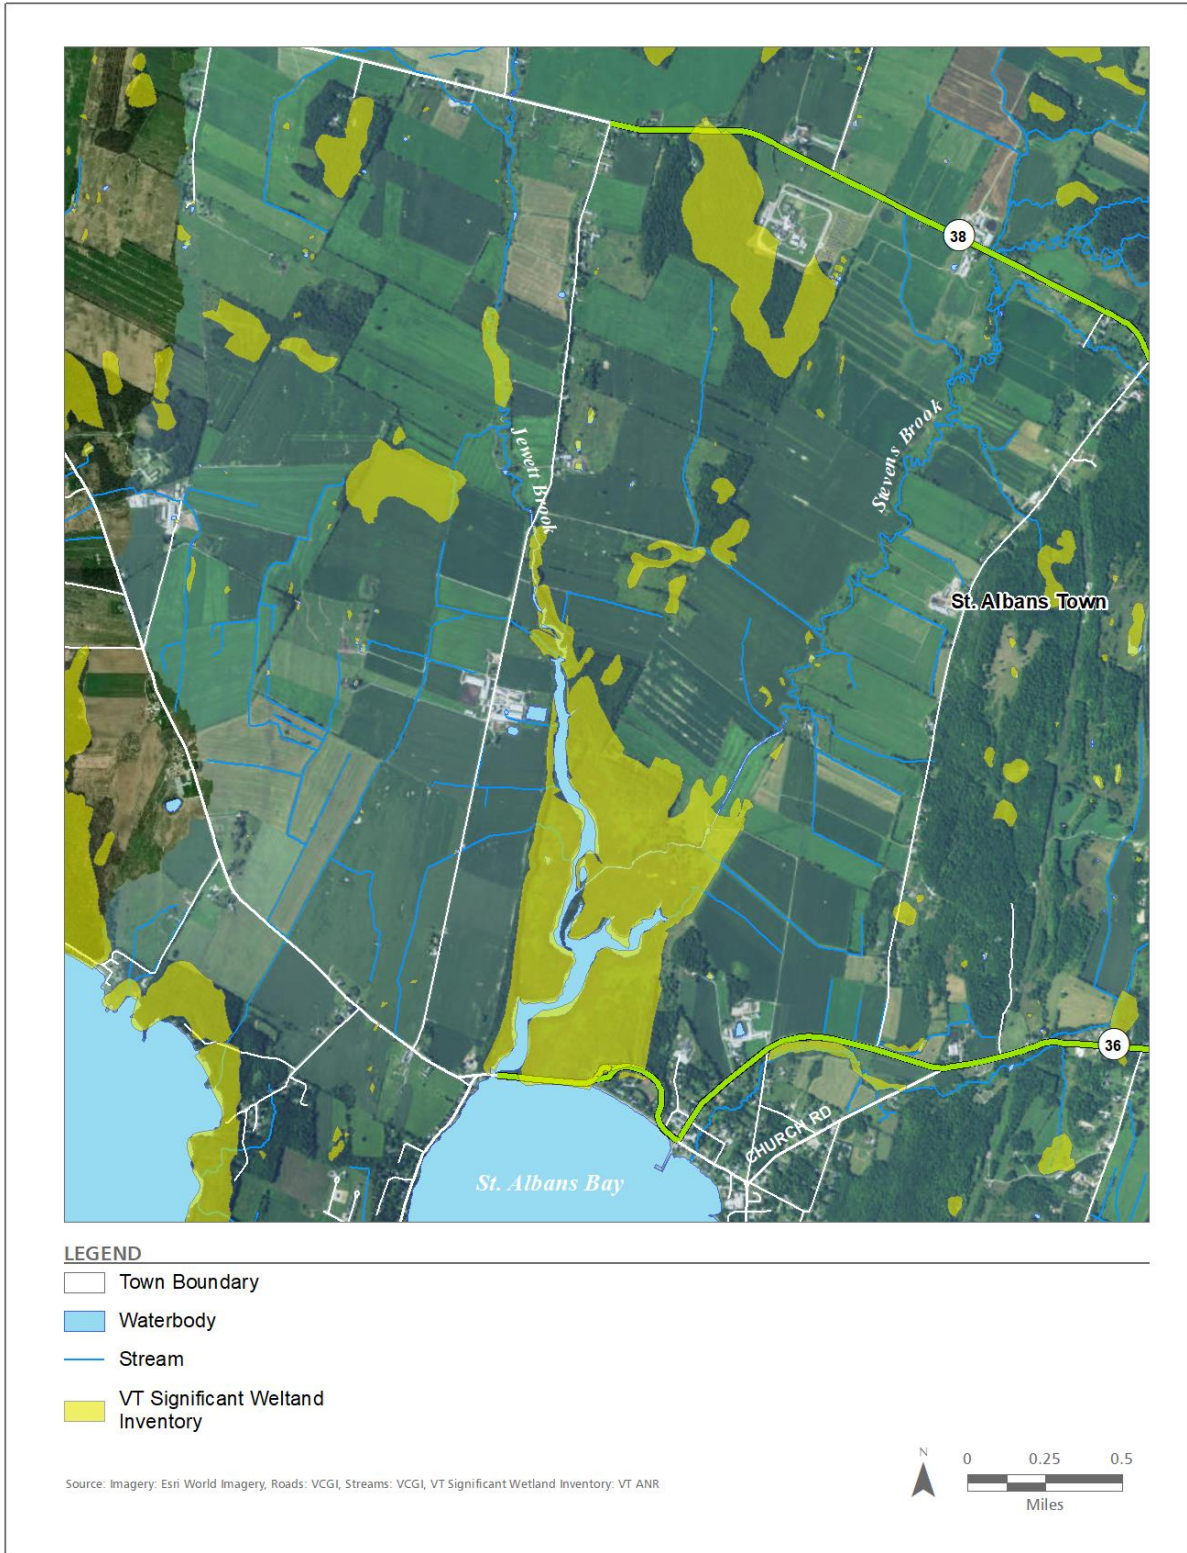 38
Jewett Brook
Stevens Brook
St. Albans Town
36
CHURCH RD
St. Albans Bay
LEGEND
Town Boundary
Waterbody
Stream
VT Significant Weltand
Inventory
Source: Imagery: Esri World Imagery, Roads: VCGI, Streams: VCGI, VT Significant Wetland Inventory: VT ANR
N
0 0.25 0.5
Miles